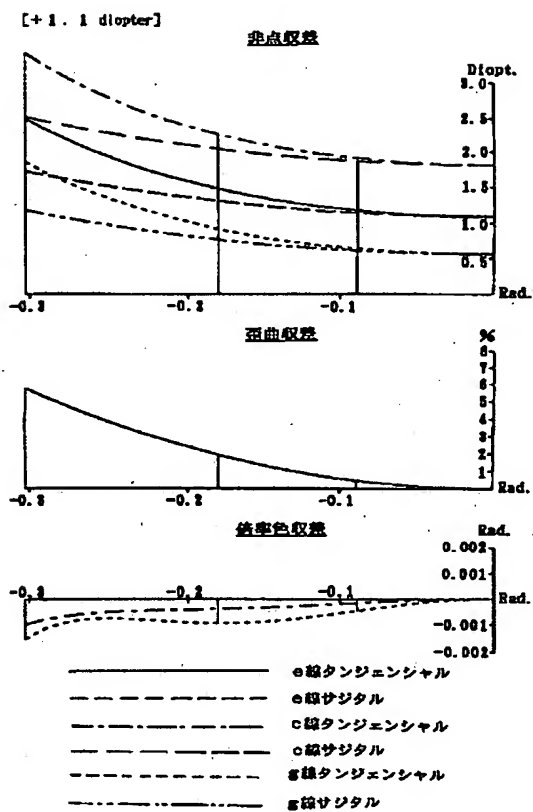 [+1.1 diopter]
非点収差
Diopt.
3.0
2.5
2.0
1.5
1.0
0.5
-0.3 -0.2 -0.1 Rad.
歪曲収差
%
8
7
6
5
4
3
2
1
-0.3 -0.2 -0.1 Rad.
倍率色収差
Rad.
0.002
0.001
-0.3 -0.2 -0.1 Rad.
-0.001
-0.002
e線タンジェンシャル
e線サジタル
c線タンジェンシャル
c線サジタル
g線タンジェンシャル
g線サジタル